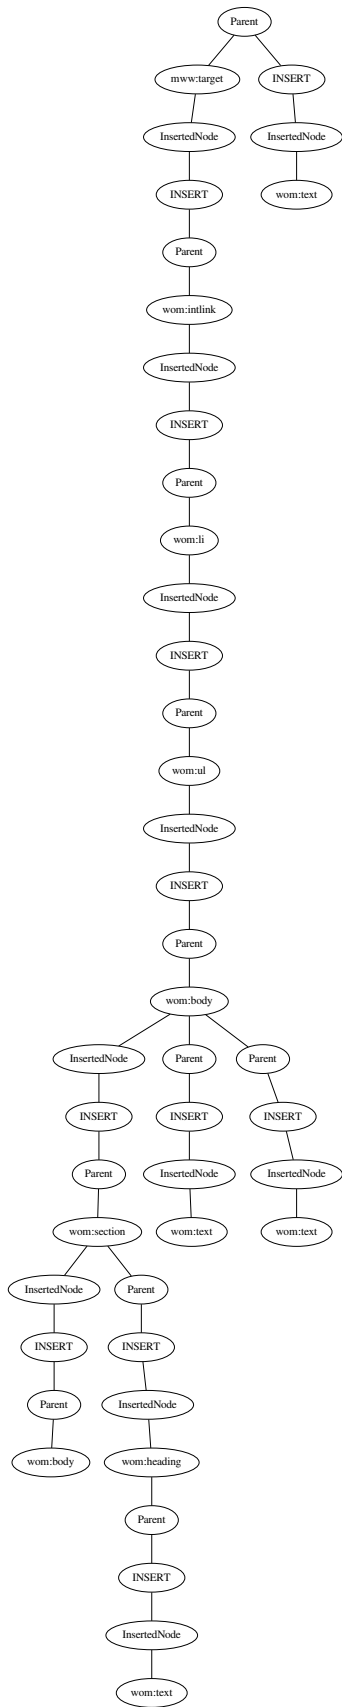 Parent
mww:target INSERT
InsertedNode InsertedNode
INSERT wom:text
Parent
wom:intlink
InsertedNode
INSERT
Parent
wom:li
InsertedNode
INSERT
Parent
wom:ul
InsertedNode
INSERT
Parent
wom:body
InsertedNode Parent Parent
INSERT INSERT INSERT
Parent InsertedNode InsertedNode
wom:section wom:text wom:text
InsertedNode Parent
INSERT INSERT
Parent InsertedNode
wom:body wom:heading
Parent
INSERT
InsertedNode
wom:text